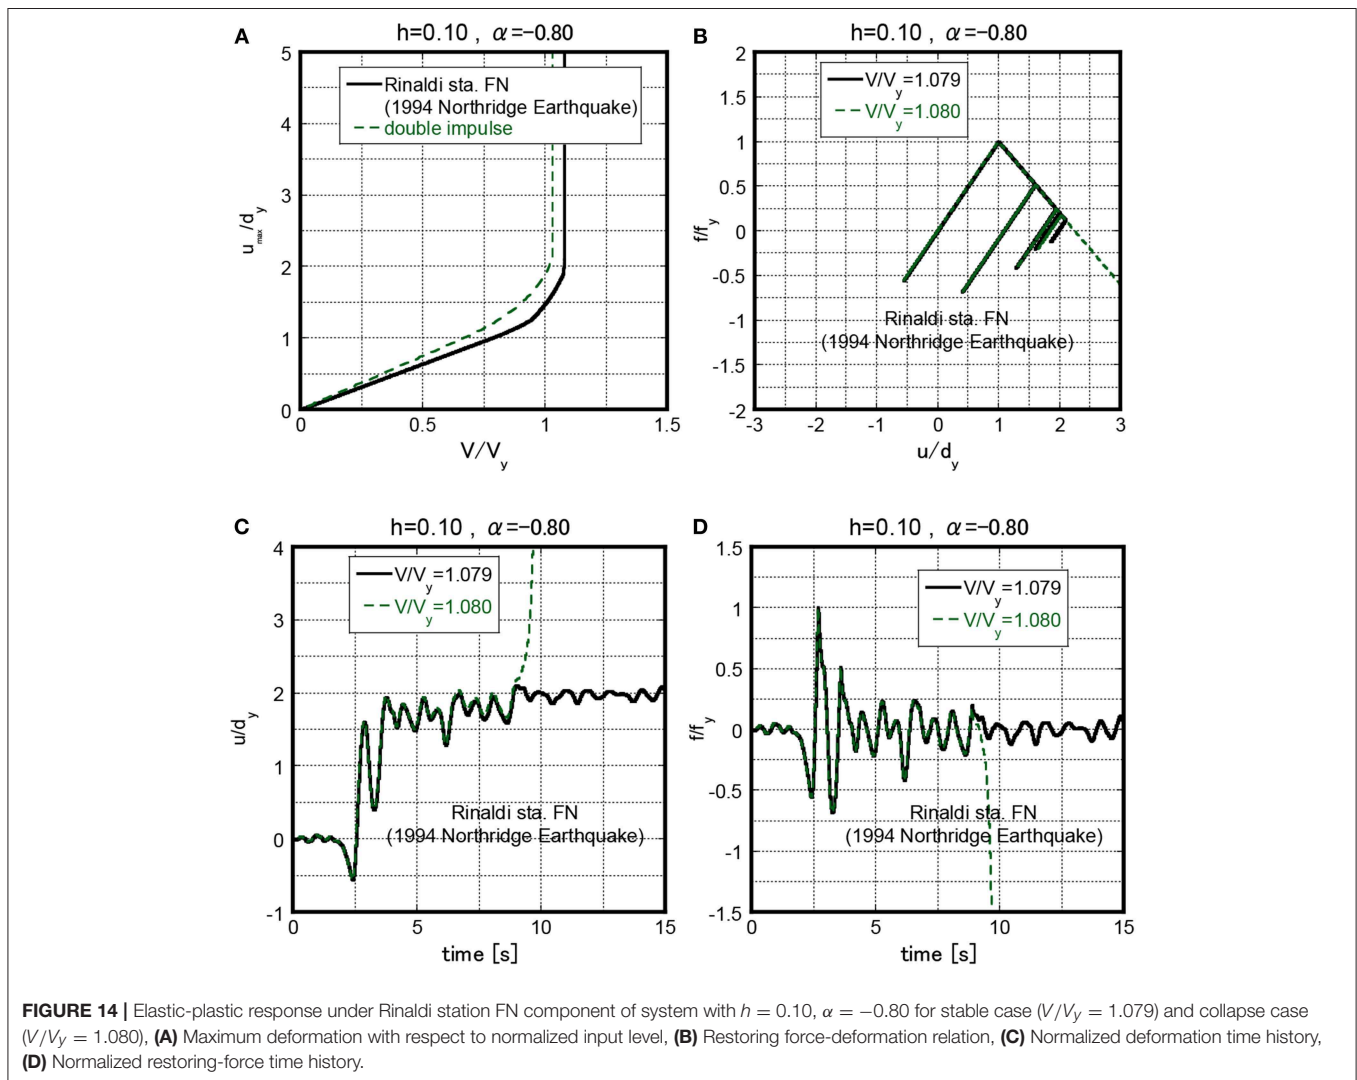 A
h=0.10 , α=−0.80
5
4
3
2
1
0
u_max/d_y
Rinaldi sta. FN
(1994 Northridge Earthquake)
double impulse
0 0.5 1 1.5
V/V_y
B
h=0.10 , α=−0.80
2
1.5
1
0.5
0
-0.5
-1
-1.5
-2
f/f_y
V/V_y=1.079
V/V_y=1.080
Rinaldi sta. FN
(1994 Northridge Earthquake)
-3 -2 -1 0 1 2 3
u/d_y
C
h=0.10 , α=−0.80
4
3
2
1
0
-1
u/d_y
V/V_y=1.079
V/V_y=1.080
Rinaldi sta. FN
(1994 Northridge Earthquake)
0 5 10 15
time [s]
D
h=0.10 , α=−0.80
1.5
1
0.5
0
-0.5
-1
-1.5
f/f_y
V/V_y=1.079
V/V_y=1.080
Rinaldi sta. FN
(1994 Northridge Earthquake)
0 5 10 15
time [s]
FIGURE 14 | Elastic-plastic response under Rinaldi station FN component of system with h = 0.10, α = −0.80 for stable case (V/V_y = 1.079) and collapse case
(V/V_y = 1.080), (A) Maximum deformation with respect to normalized input level, (B) Restoring force-deformation relation, (C) Normalized deformation time history,
(D) Normalized restoring-force time history.